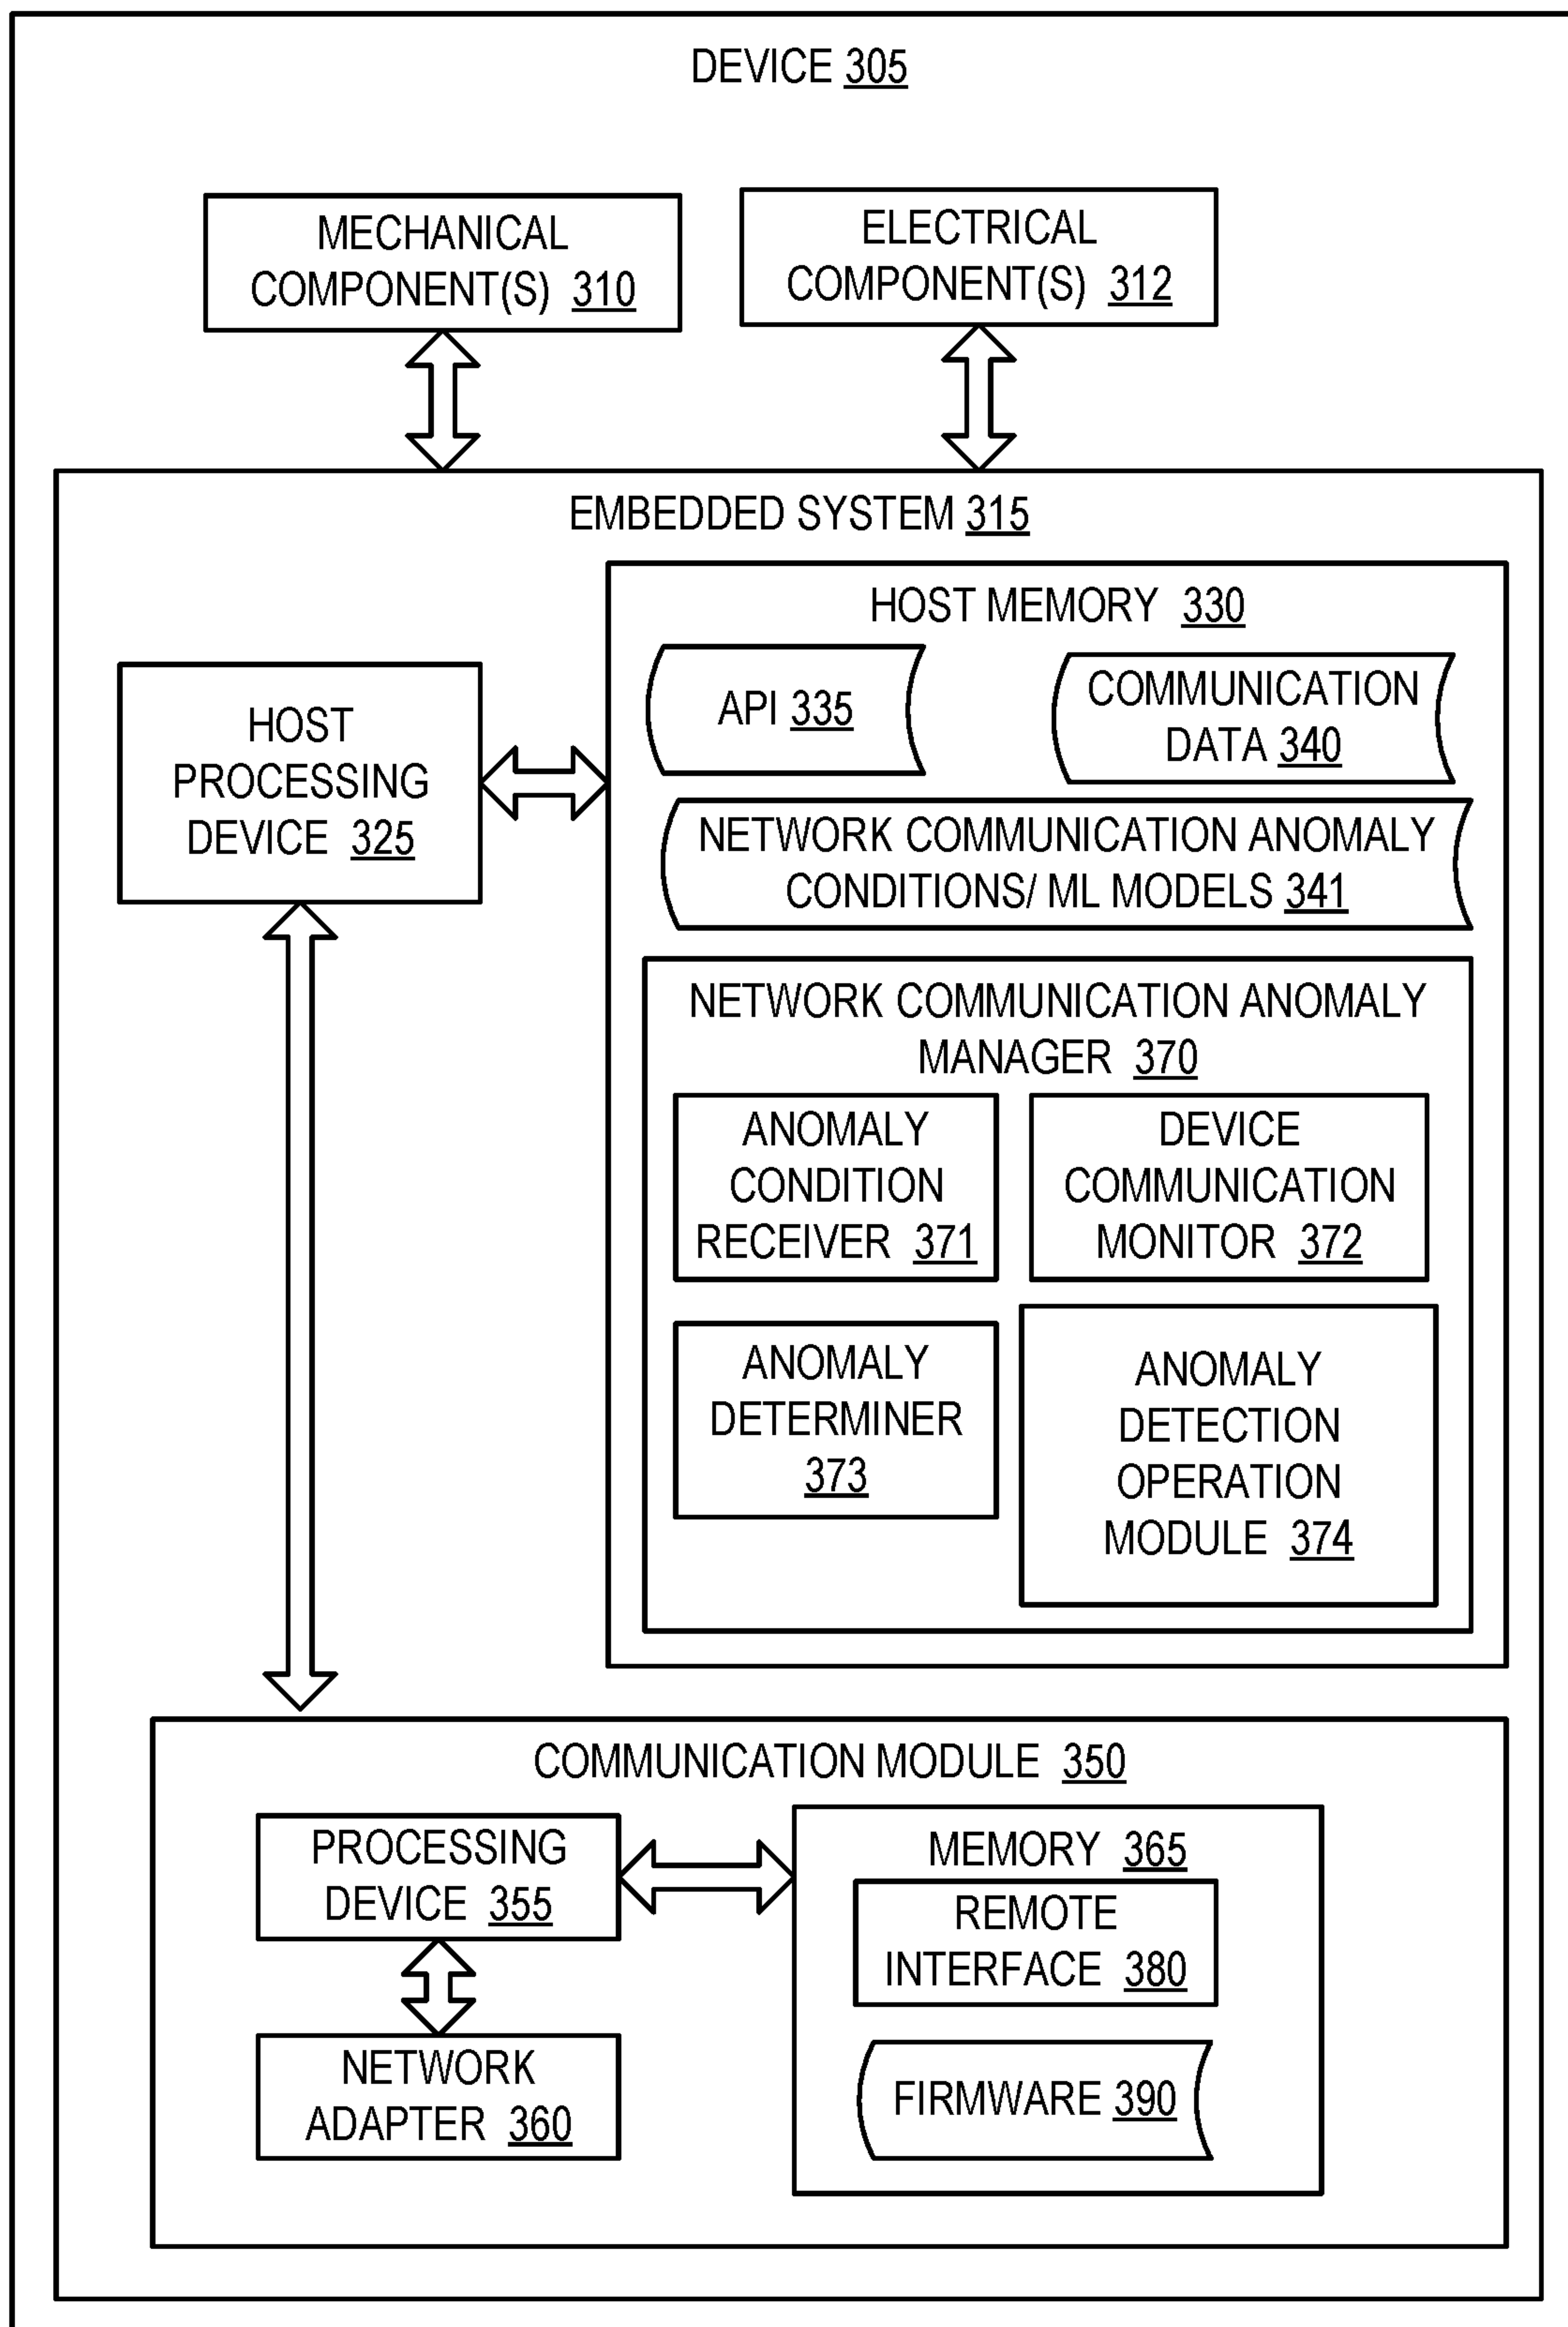 DEVICE 305
MECHANICAL
COMPONENT(S) 310
ELECTRICAL
COMPONENT(S) 312
EMBEDDED SYSTEM 315
HOST MEMORY 330
API 335
COMMUNICATION
DATA 340
HOST
PROCESSING
DEVICE 325
NETWORK COMMUNICATION ANOMALY
CONDITIONS/ ML MODELS 341
NETWORK COMMUNICATION ANOMALY
MANAGER 370
ANOMALY
CONDITION
RECEIVER 371
DEVICE
COMMUNICATION
MONITOR 372
ANOMALY
DETERMINER
373
ANOMALY
DETECTION
OPERATION
MODULE 374
COMMUNICATION MODULE 350
PROCESSING
DEVICE 355
MEMORY 365
REMOTE
INTERFACE 380
NETWORK
ADAPTER 360
FIRMWARE 390